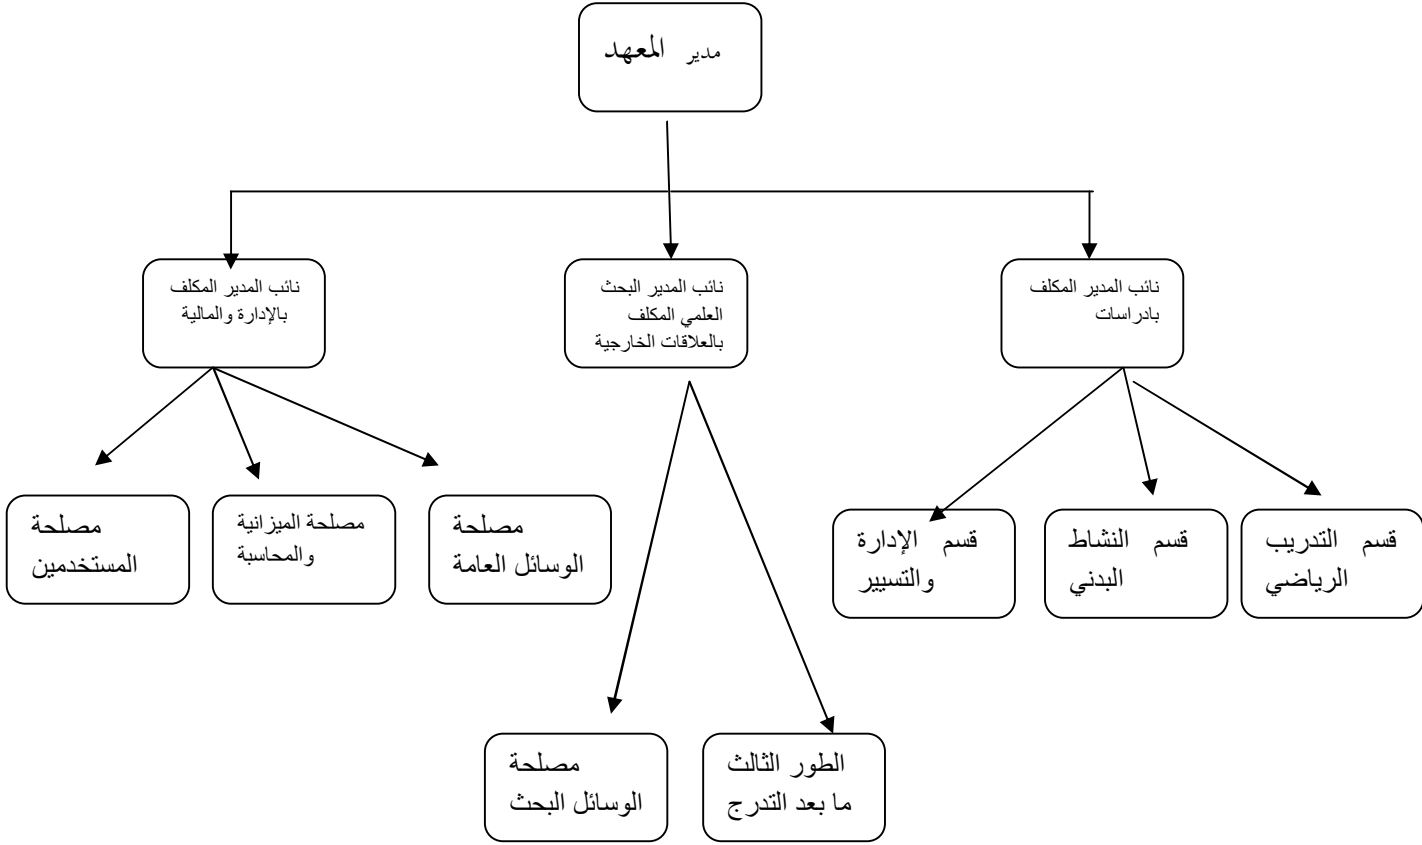 مدير المعهد
نائب المدير المكلف
بادراسات
نائب المدير البحث
العلمي المكلف
بالعلاقات الخارجية
نائب المدير المكلف
بالإدارة والمالية
قسم التدريب
الرياضي
قسم النشاط
البدني
قسم الإدارة
والتسيير
مصلحة
الوسائل العامة
مصلحة الميزانية
والمحاسبة
مصلحة
المستخدمين
الطور الثالث
ما بعد التدرج
مصلحة
الوسائل البحث